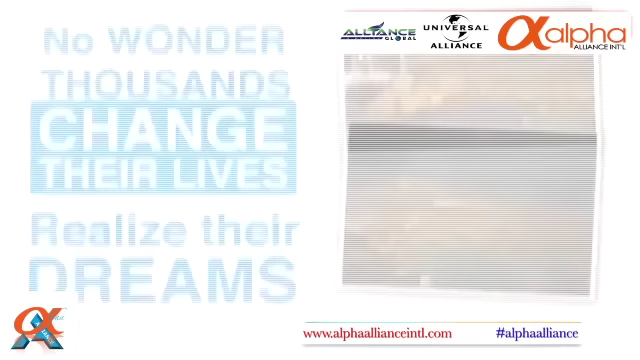 No WONDER
THOUSANDS
CHANGE
THEIR LIVES
Realize their
DREAMS
ALLIANCE
GLOBAL
UNIVERSAL
ALLIANCE
alpha
ALLIANCE INT'L
www.alphaallianceintl.com
#alphaalliance